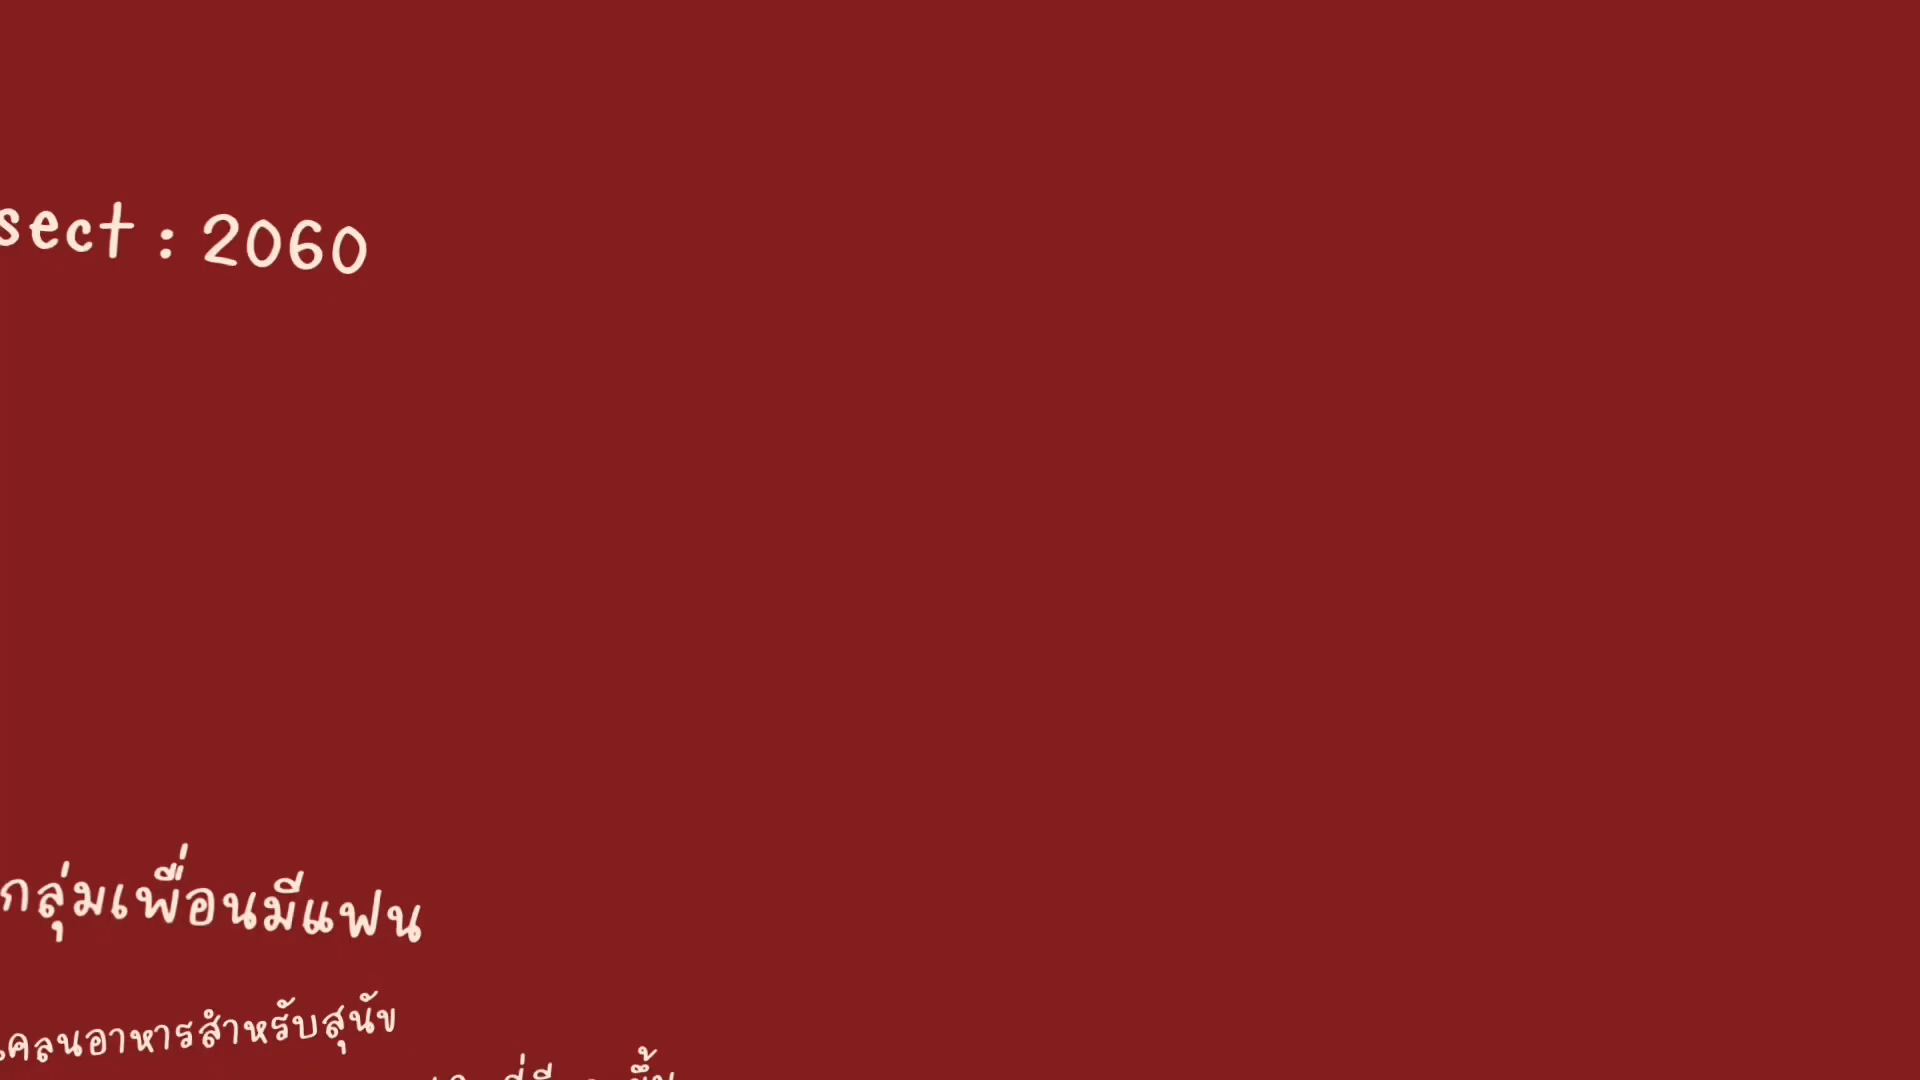 sect : 2060
กลุ่มเพื่อนมีแฟน
แคลนอาหารสำหรับสุนัข